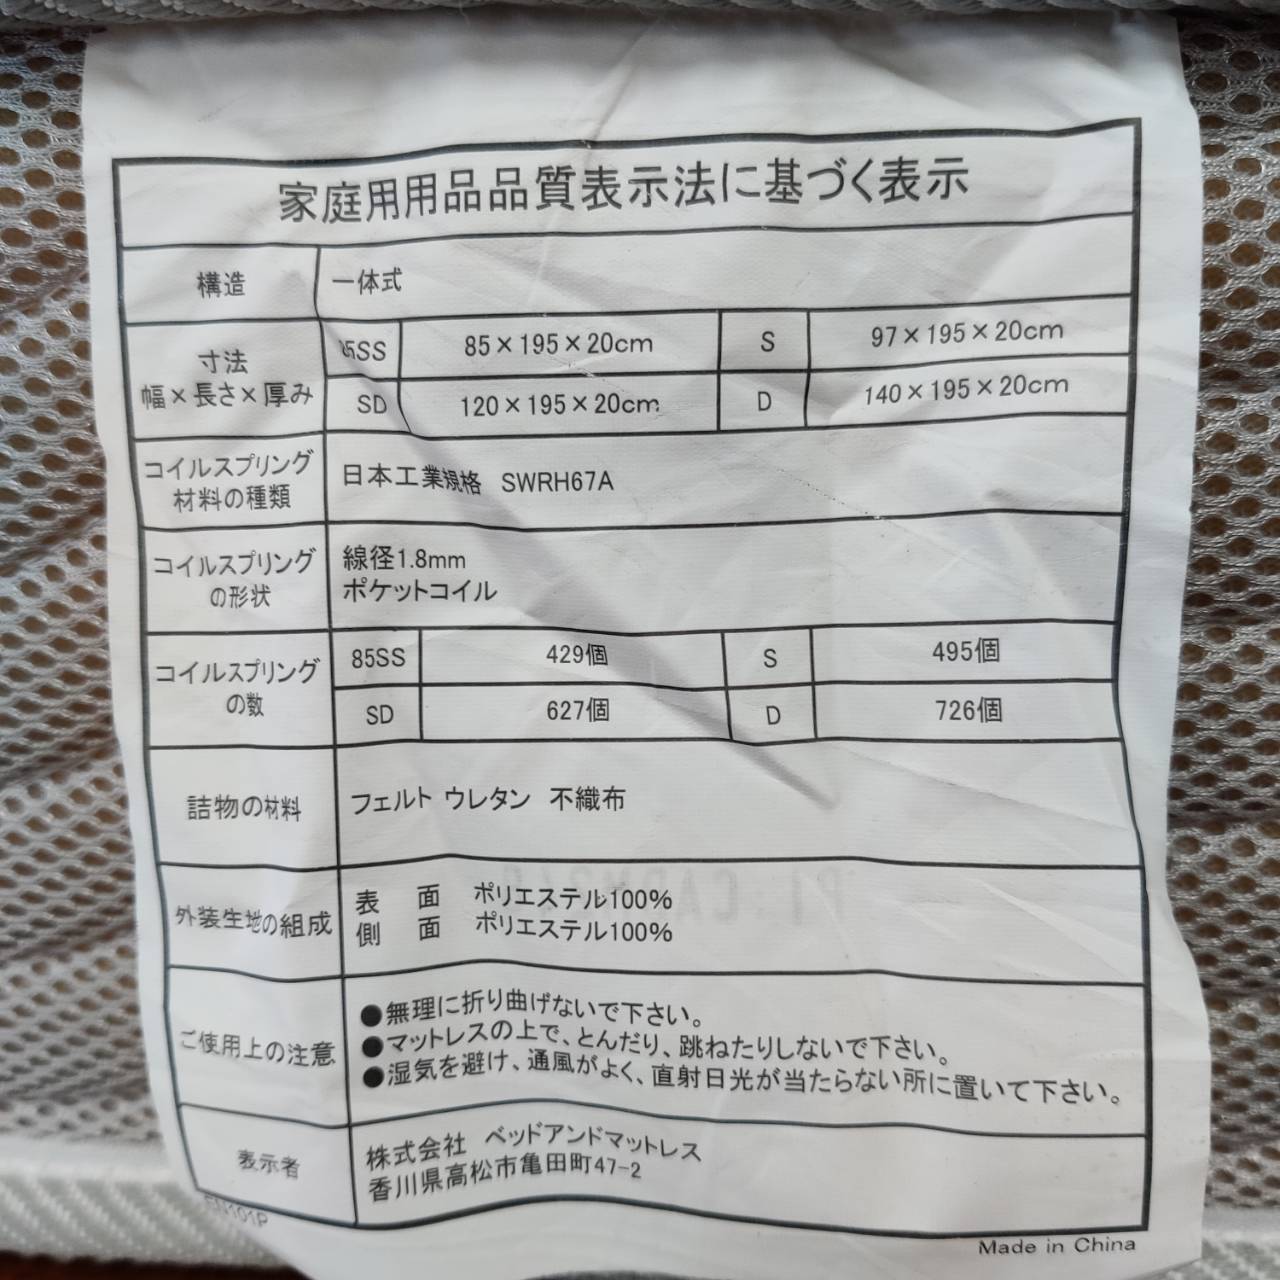 家庭用用品品質表示法に基づく表示
構造 一体式
寸法
幅×長さ×厚み
85SS 85×195×20cm S 97×195×20cm
SD 120×195×20cm D 140×195×20cm
コイルスプリング
材料の種類
日本工業規格 SWRH67A
コイルスプリング
の形状
線径1.8mm
ポケットコイル
コイルスプリング
の数
85SS 429個 S 495個
SD 627個 D 726個
詰物の材料 フェルト ウレタン 不織布
外装生地の組成
表 面 ポリエステル100%
側 面 ポリエステル100%
ご使用上の注意
●無理に折り曲げないで下さい。
●マットレスの上で、とんだり、跳ねたりしないで下さい。
●湿気を避け、通風がよく、直射日光が当たらない所に置いて下さい。
表示者
株式会社 ベッドアンドマットレス
香川県高松市亀田町47-2
EN101P
Made in China